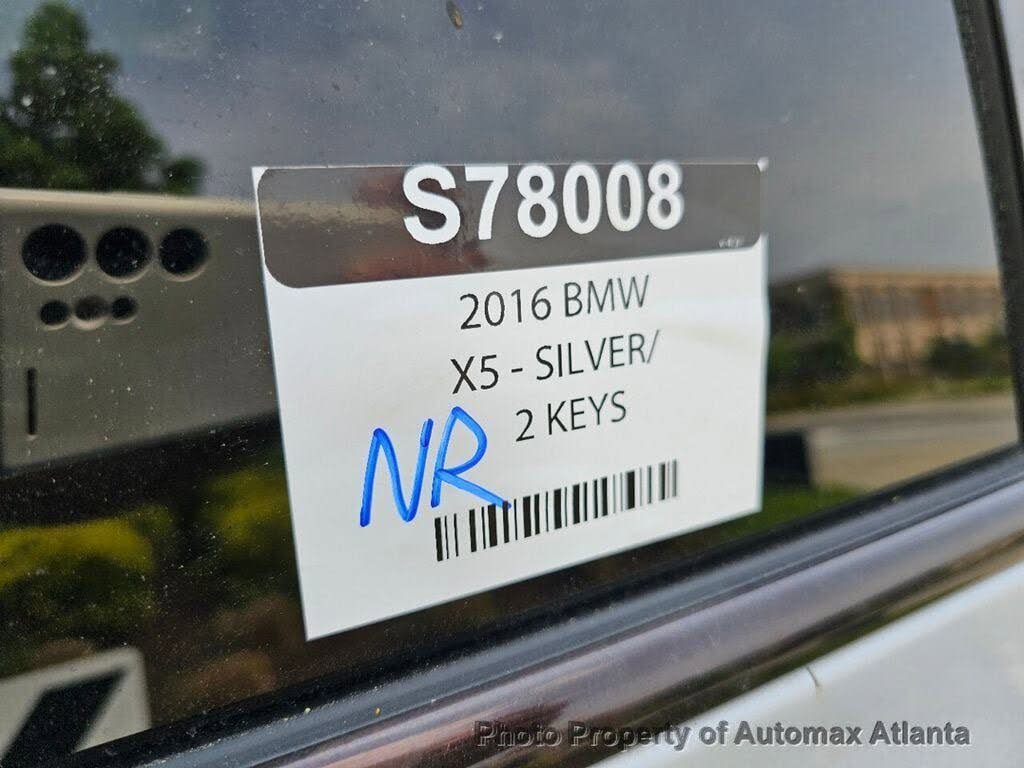 S78008
2016 BMW
X5 - SILVER/
2 KEYS
NR
Photo Property of Automax Atlanta